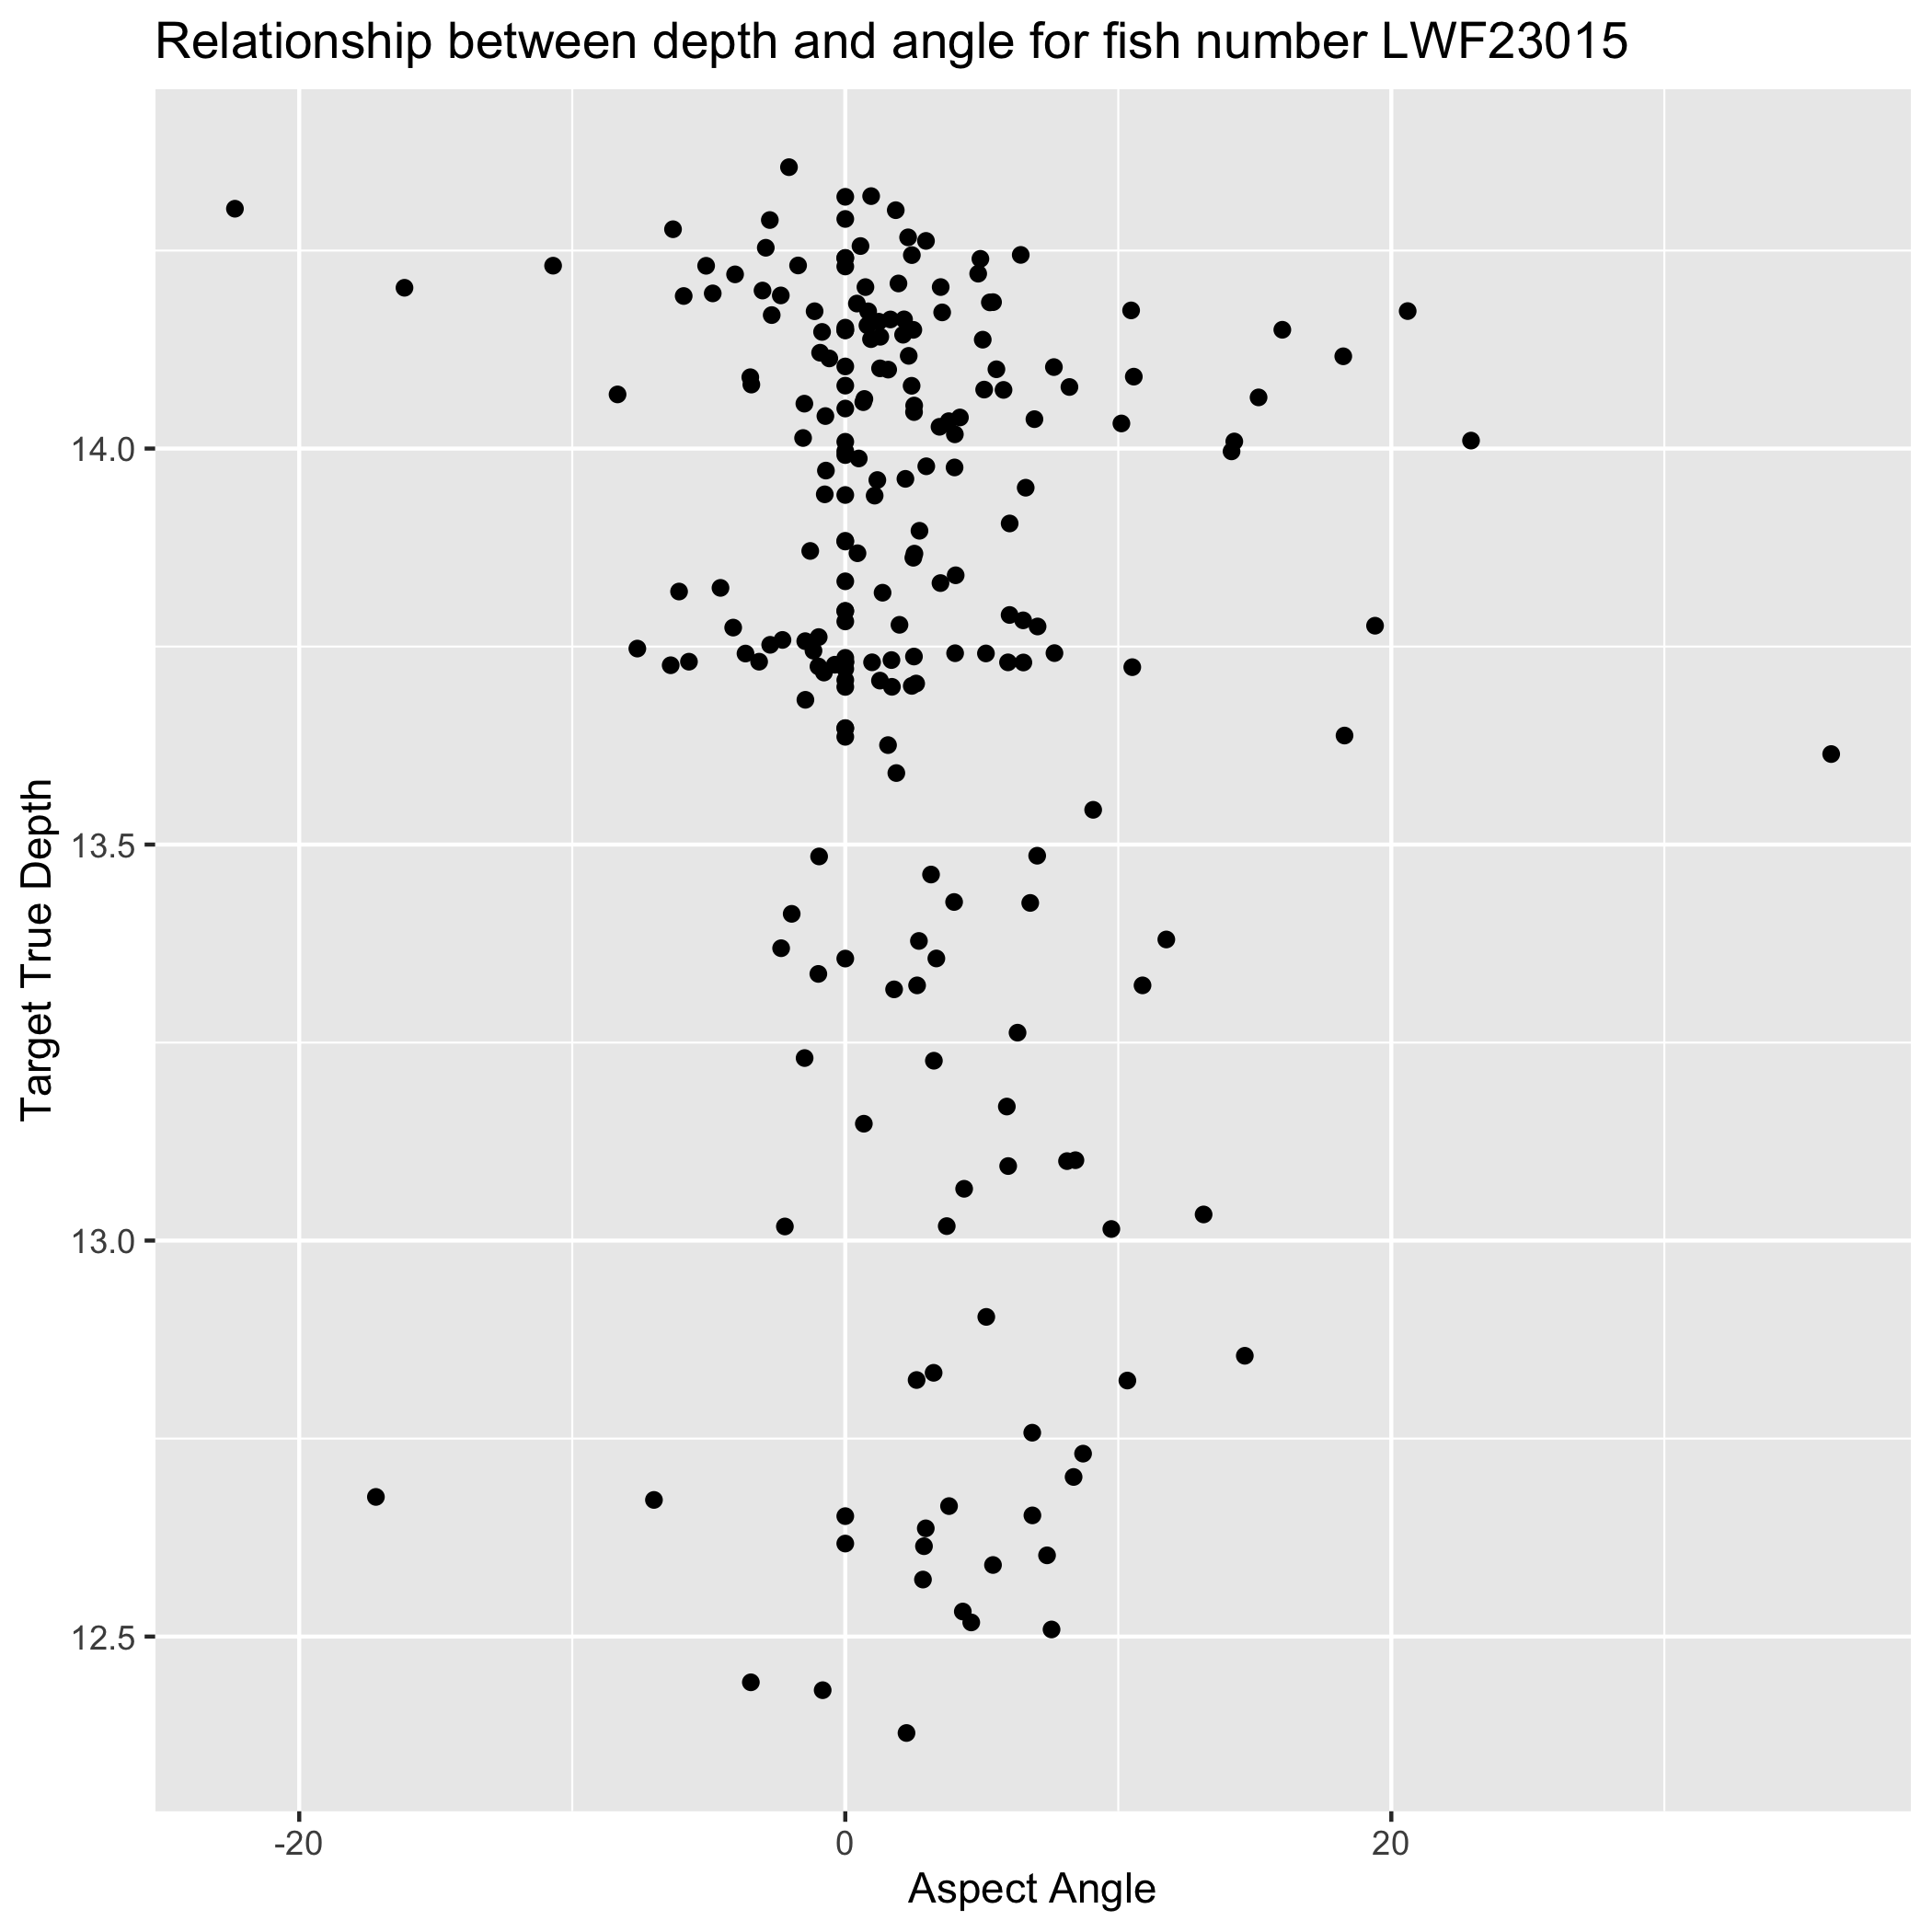 Relationship between depth and angle for fish number LWF23015
Target True Depth
14.0
13.5
13.0
12.5
-20
0
20
Aspect Angle